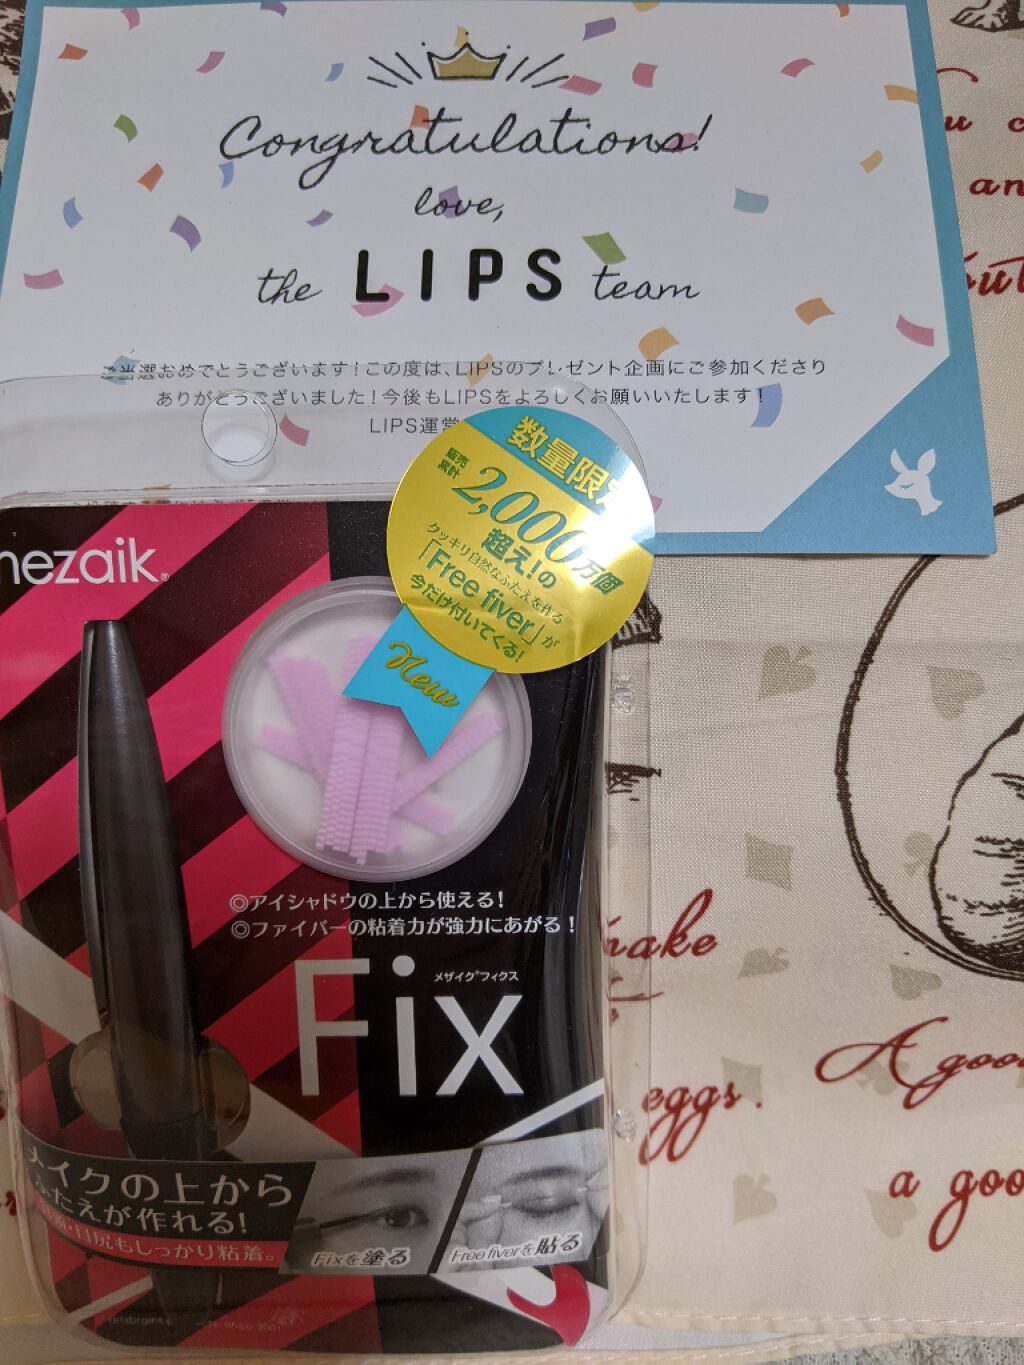 Congratulations!
love,
the LIPS team
ご当選おめでとうございます！この度は、LIPSのプレゼント企画にご参加くださり
ありがとうございました！今後もLIPSをよろしくお願いいたします！
LIPS運営
数量限定
販売累計
2,000万個
超え！の
クッキリ自然なふたえを作る
「Free fiver」が
今だけ付いてくる！
New
mezaik®
◎アイシャドウの上から使える！
◎ファイバーの粘着力が強力にあがる！
メザイク®フィクス
Fix
メイクの上から
ふたえが作れる！
目頭・目尻もしっかり粘着。
Fixを塗る
Free fiverを貼る
u c
an
make
eggs.
A goo
a goo